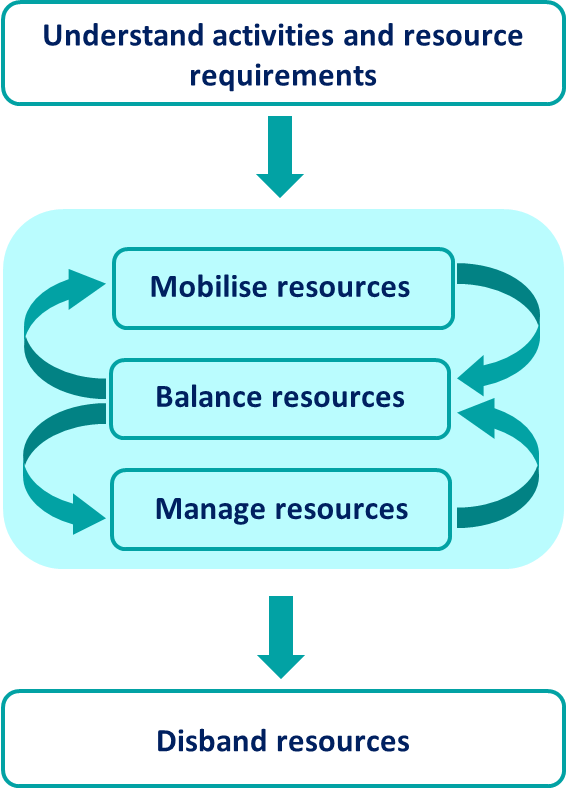 Understand activities and resource
requirements
Mobilise resources
Balance resources
Manage resources
Disband resources